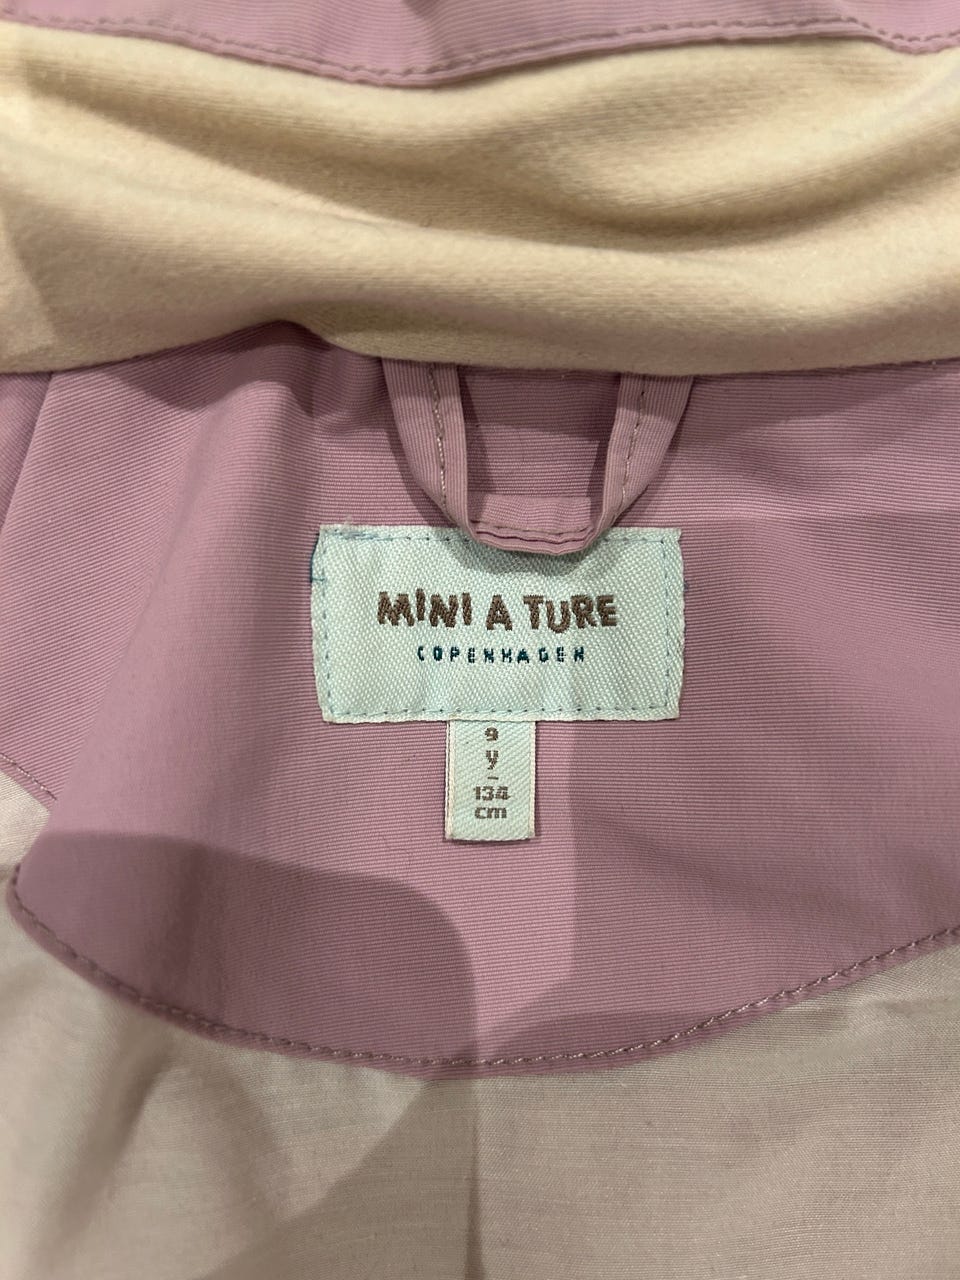 MINI A TURE
COPENHAGEN
9
y
-
134
cm